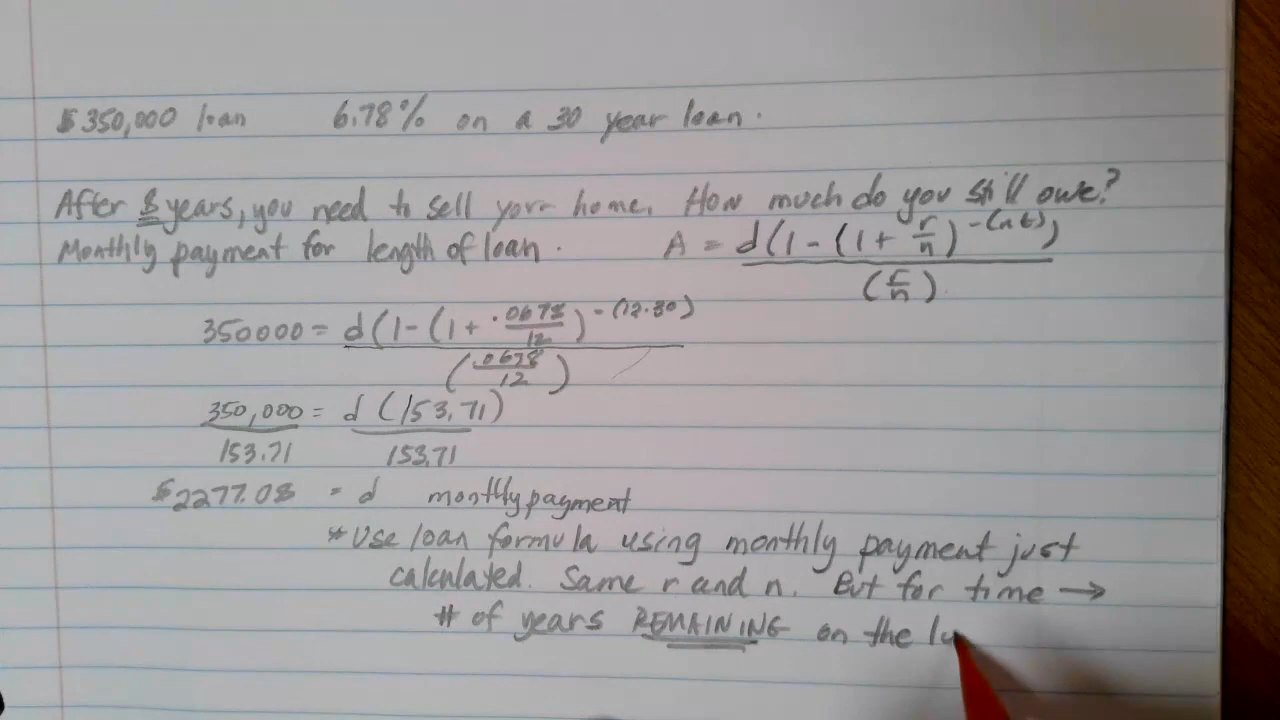 $350,000 loan 6.78% on a 30 year loan.
After 8 years, you need to sell your home. How much do you still owe?
Monthly payment for length of loan. A = d(1-(1+r/n)^-(nt))/(r/n)
350000 = d(1-(1+.0678/12)^-(12.30))/(.0678/12)
350,000/153.71 = d(153.71)/153.71
$2277.08 = d monthly payment
*Use loan formula using monthly payment just
calculated. Same r and n. But for time →
# of years REMAINING on the